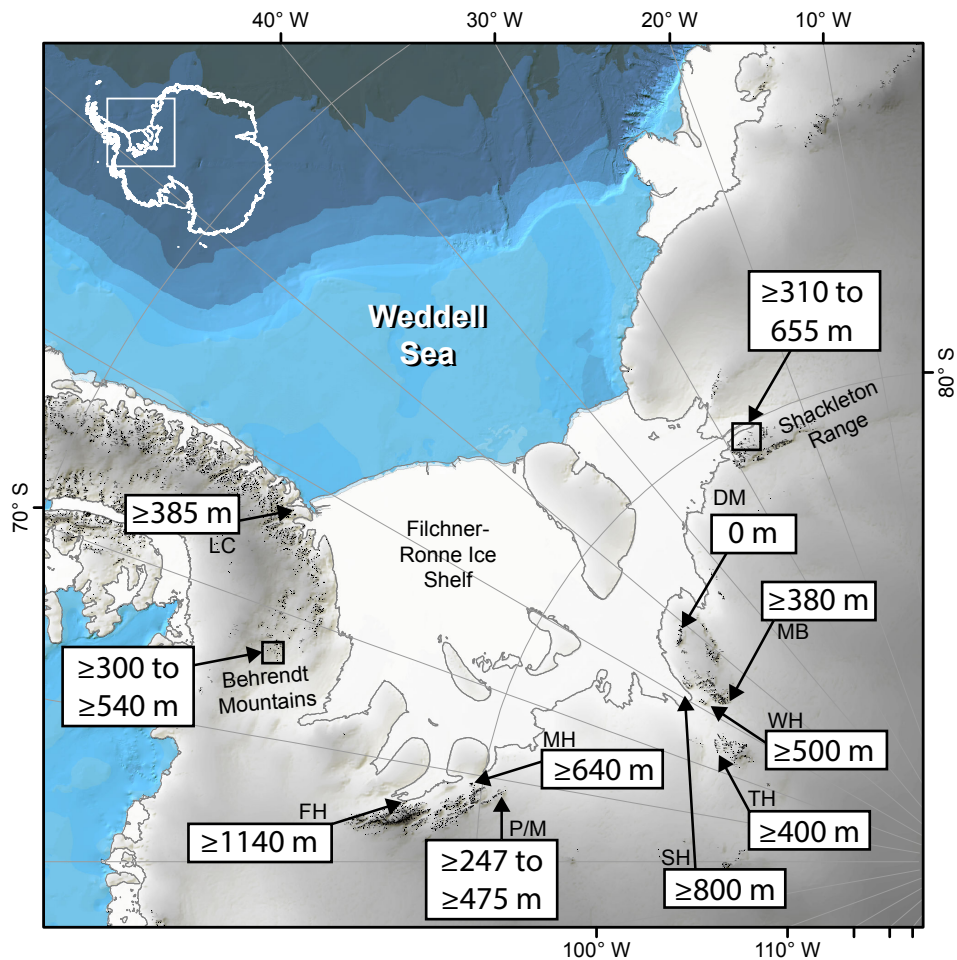 40° W
30° W
20° W
10° W
Weddell
Sea
≥310 to
655 m
80° S
Shackleton
Range
70° S
≥385 m
LC
Filchner-
Ronne Ice
Shelf
DM
0 m
≥380 m
MB
≥300 to
≥540 m
Behrendt
Mountains
WH
≥500 m
MH
≥640 m
FH
≥1140 m
P/M
≥247 to
≥475 m
TH
≥400 m
SH
≥800 m
100° W
110° W